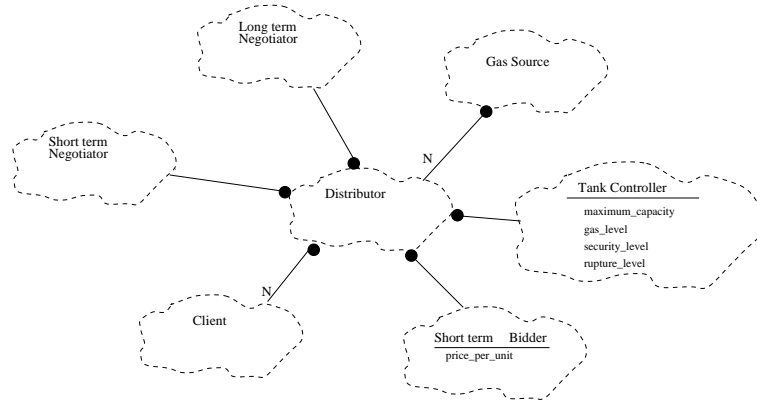 Long term
Negotiator
Gas Source
Short term
Negotiator
N
Distributor
Tank Controller
maximum_capacity
gas_level
security_level
rupture_level
N
Client
Short term Bidder
price_per_unit